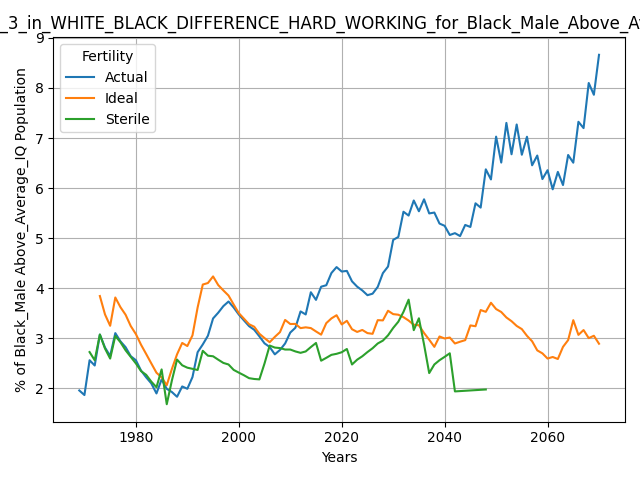 _3_in_WHITE_BLACK_DIFFERENCE_HARD_WORKING_for_Black_Male_Above_A
Fertility
Actual
Ideal
Sterile
% of Black_Male Above_Average_IQ Population
9
8
7
6
5
4
3
2
1980
2000
2020
2040
2060
Years